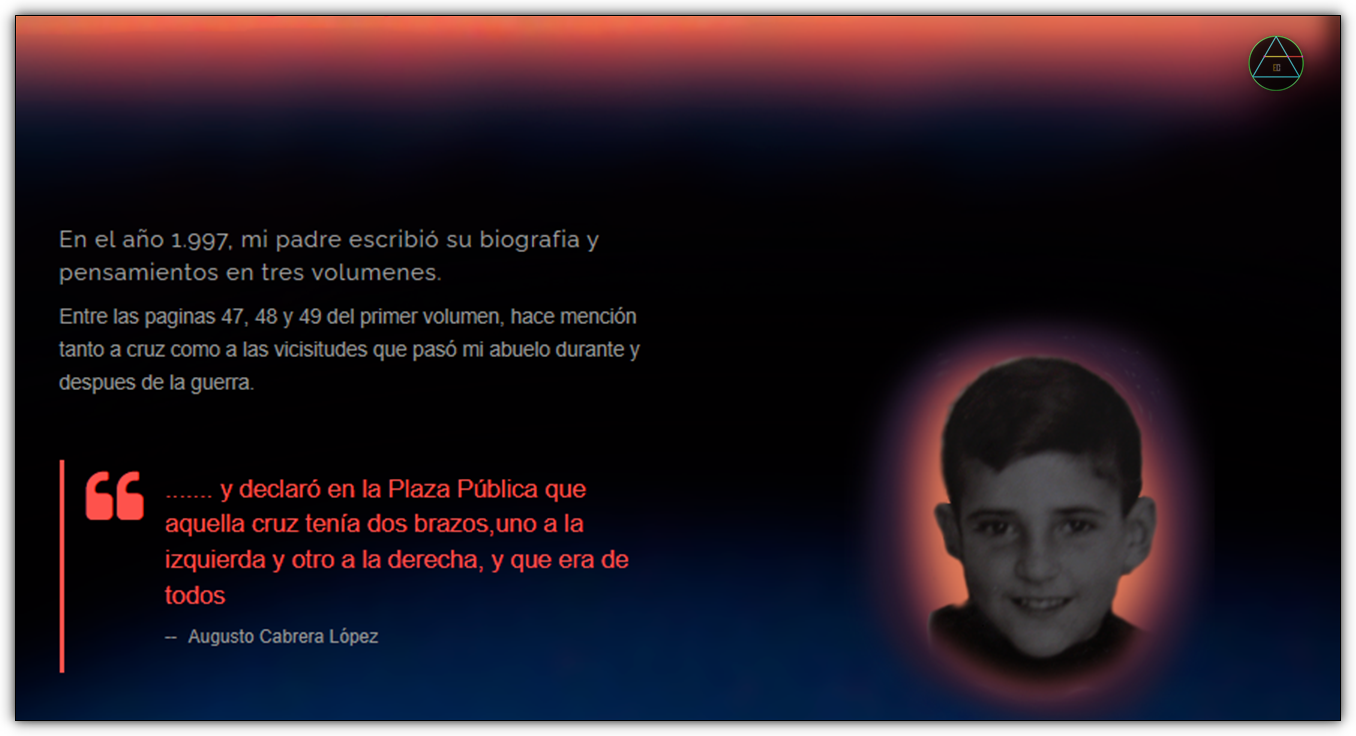 En el año 1.997, mi padre escribió su biografia y
pensamientos en tres volumenes.
Entre las paginas 47, 48 y 49 del primer volumen, hace mención
tanto a cruz como a las vicisitudes que pasó mi abuelo durante y
despues de la guerra.
“ ....... y declaró en la Plaza Pública que
aquella cruz tenía dos brazos,uno a la
izquierda y otro a la derecha, y que era de
todos
-- Augusto Cabrera López